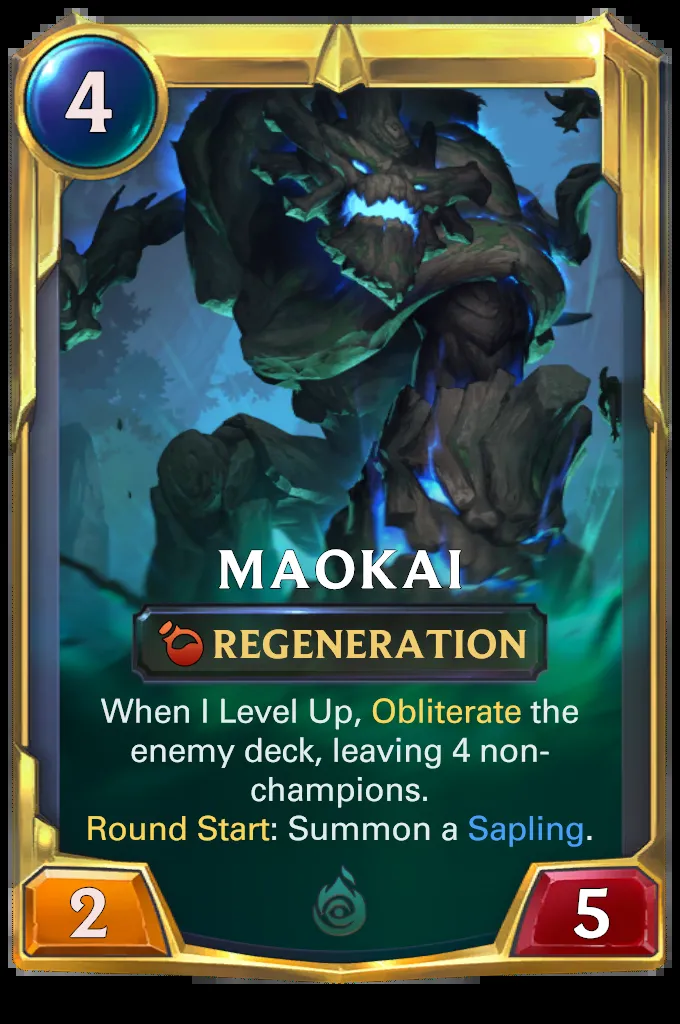 4
MAOKAI
REGENERATION
When I Level Up, Obliterate the
enemy deck, leaving 4 non-
champions.
Round Start: Summon a Sapling.
2
5